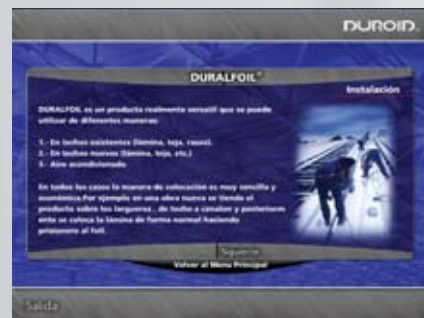 DUROID.
DURALFOIL®
Instalación
DURALFOIL es un producto realmente versatil que se puede
utilizar de diferentes maneras:
1.- En techos existentes (lámina, teja,
2.- En techos nuevos (lámina, teja, etc.)
3.- Aire acondicionado
En todos los casos la manera de colocación es muy sencilla y
económica.Por ejemplo en una obra nueva se tiende el
producto sobre los largueros , de techo a canalon y posteriorm
ente se coloca la lámina de forma normal haciendo
prisionero al foil.
Siguiente
Volver al Menu Principal
Salida